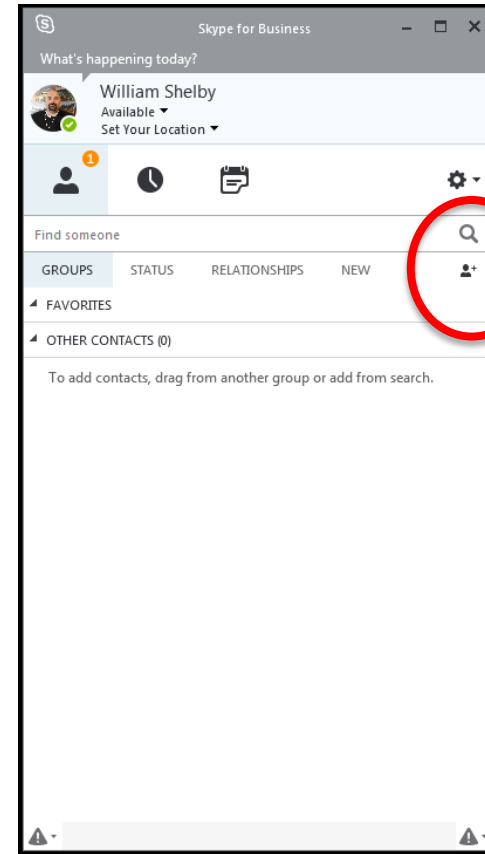 Skype for Business
What's happening today?
William Shelby
Available
Set Your Location
1
Find someone
GROUPS STATUS RELATIONSHIPS NEW
FAVORITES
OTHER CONTACTS (0)
To add contacts, drag from another group or add from search.